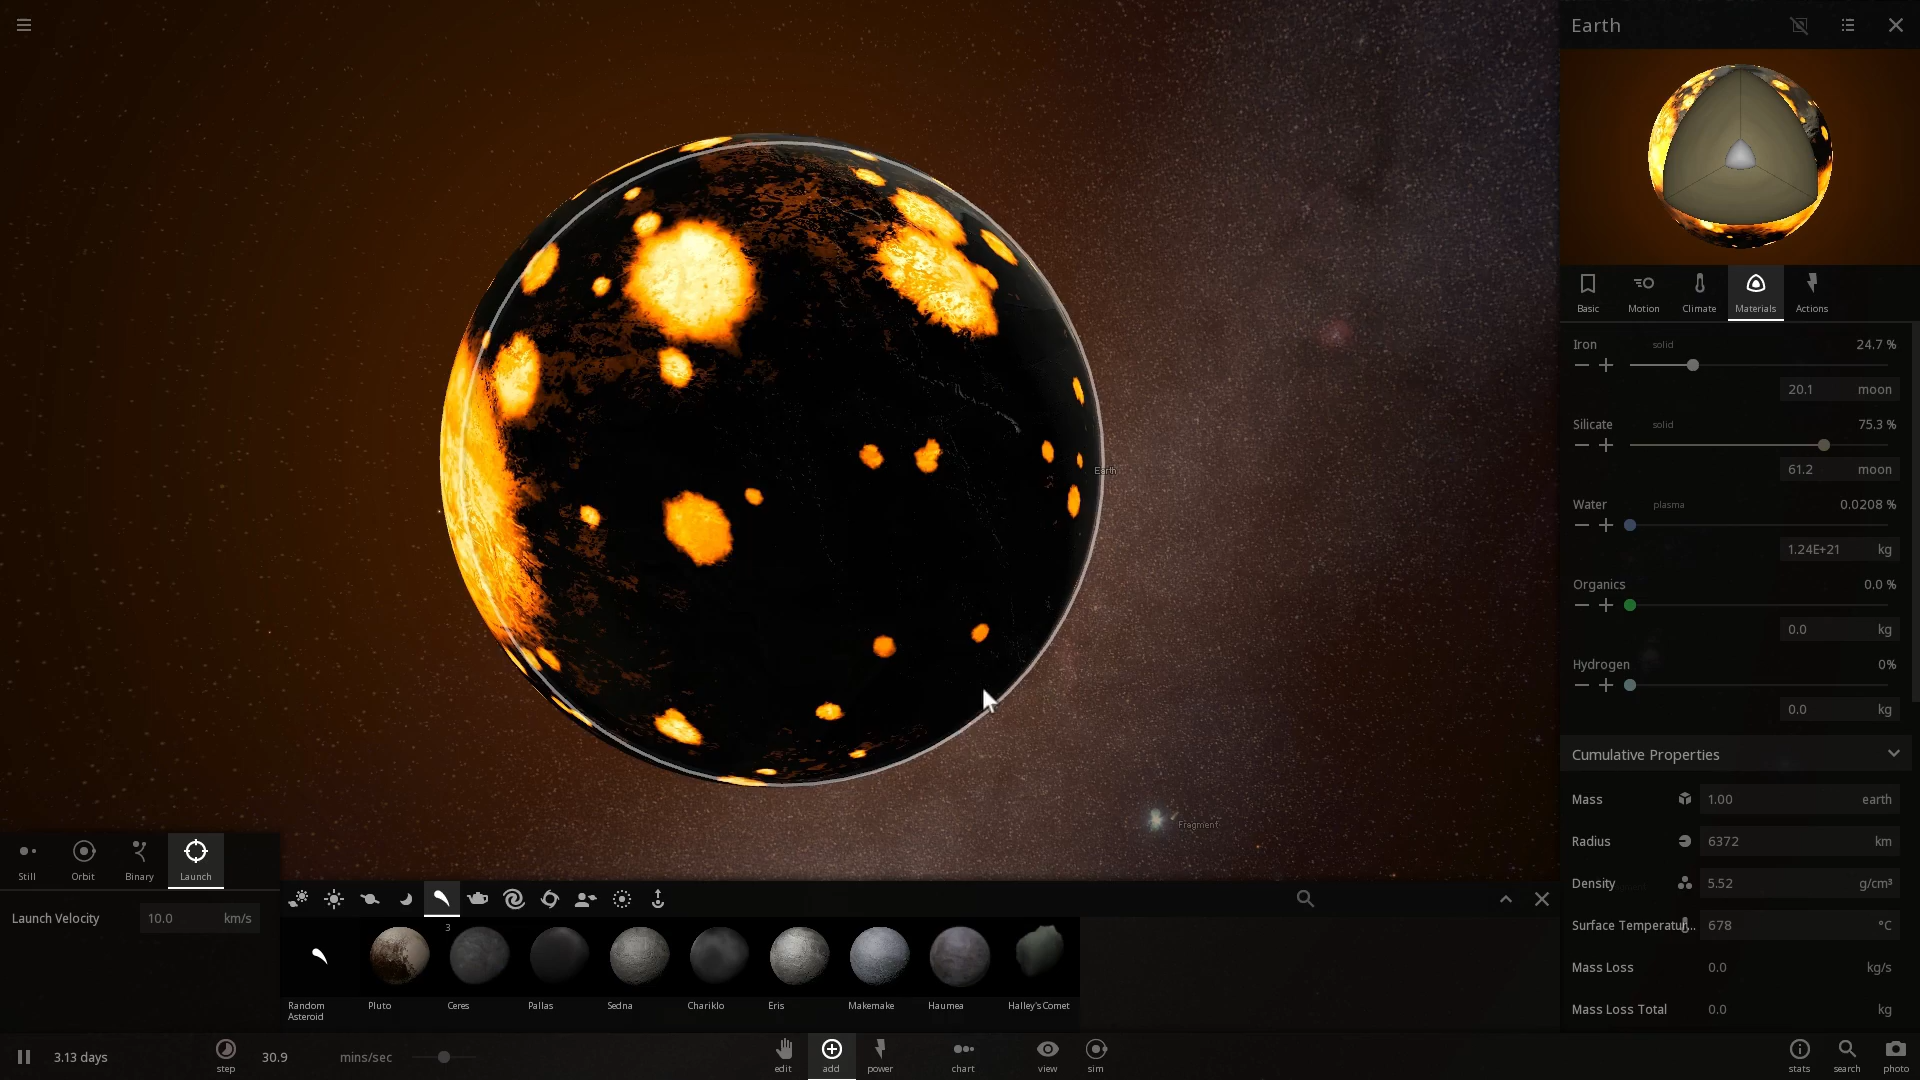 Earth
Basic
Motion
Climate
Materials
Actions
Iron solid 24.7 %
20.1 moon
Silicate solid 75.3 %
61.2 moon
Water plasma 0.0208 %
1.24E+21 kg
Organics 0.0 %
0.0 kg
Hydrogen 0%
0.0 kg
Cumulative Properties
Mass 1.00 earth
Radius 6372 km
Density 5.52 g/cm³
Surface Temperatur... 678 °C
Mass Loss 0.0 kg/s
Mass Loss Total 0.0 kg
Earth
Fragment
Still
Orbit
Binary
Launch
Launch Velocity 10.0 km/s
3
Random Asteroid
Pluto
Ceres
Pallas
Sedna
Chariklo
Eris
Makemake
Haumea
Halley's Comet
3.13 days
step
30.9 mins/sec
edit
add
power
chart
view
sim
stats
search
photo